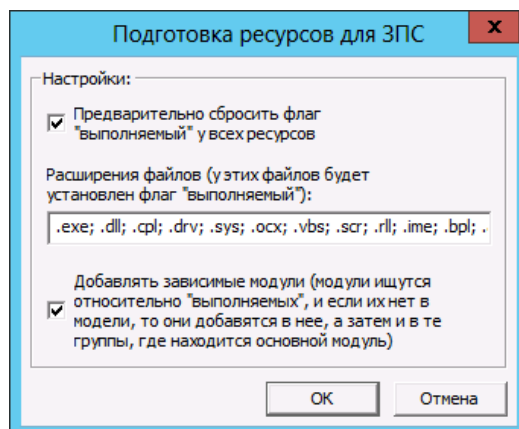 Подготовка ресурсов для ЗПС
x
Настройки:
Предварительно сбросить флаг
"выполняемый" у всех ресурсов
Расширения файлов (у этих файлов будет
установлен флаг "выполняемый"):
.exe; .dll; .cpl; .drv; .sys; .ocx; .vbs; .scr; .rll; .ime; .bpl; .
Добавлять зависимые модули (модули ищутся
относительно "выполняемых", и если их нет в
модели, то они добавятся в нее, а затем и в те
группы, где находится основной модуль)
ОК
Отмена